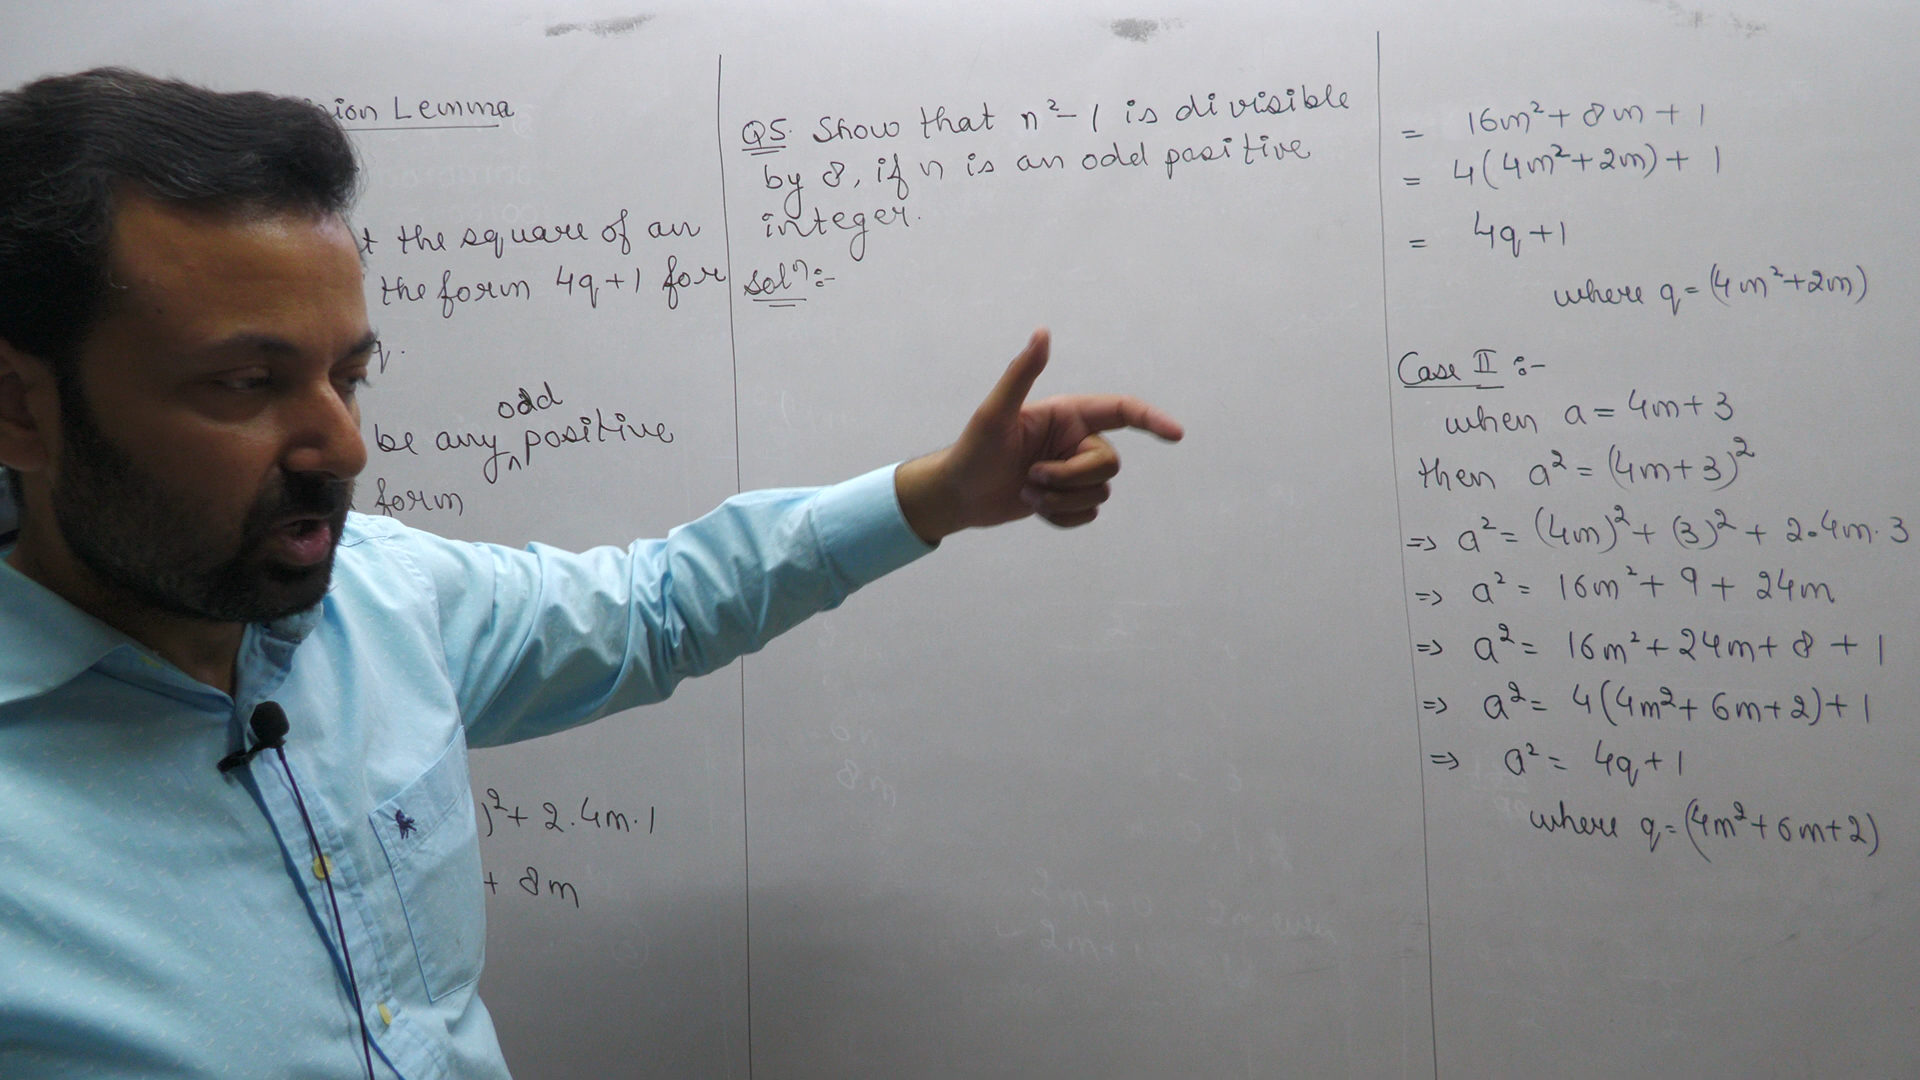 Lemma
the square of an
the form 4q+1 for
q.
odd
be any ^ positive
form
)²+ 2.4m.1
+ 8m
Q5. Show that n²-1 is divisible
by 8, if n is an odd positive
integer.
Solⁿ:-
= 16m² + 8m + 1
= 4(4m²+2m) + 1
= 4q+1
where q = (4m²+2m)
Case II :-
when a = 4m+3
then a² = (4m+3)²
=> a² = (4m)² + (3)² + 2.4m.3
=> a² = 16m² + 9 + 24m
=> a² = 16m² + 24m + 8 + 1
=> a² = 4(4m²+6m+2)+1
=> a² = 4q+1
where q = (4m²+6m+2)